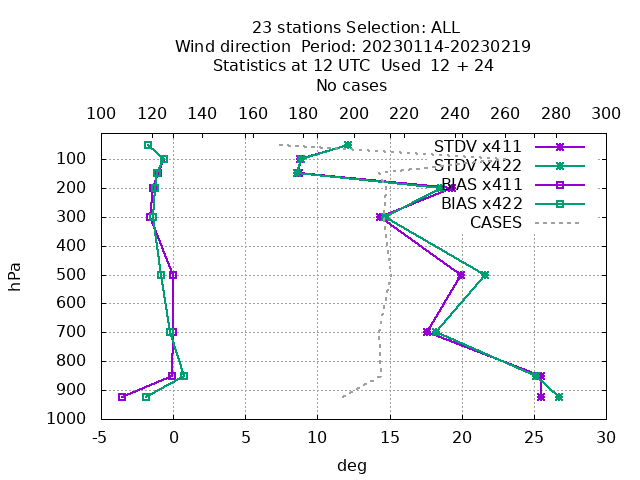 23 stations Selection: ALL
Wind direction  Period: 20230114-20230219
Statistics at 12 UTC  Used  12 + 24
No cases
100 120 140 160 180 200 220 240 260 280 300
STDV x411
STDV x422
BIAS x411
BIAS x422
CASES
100
200
300
400
500
600
700
800
900
1000
hPa
-5 0 5 10 15 20 25 30
deg